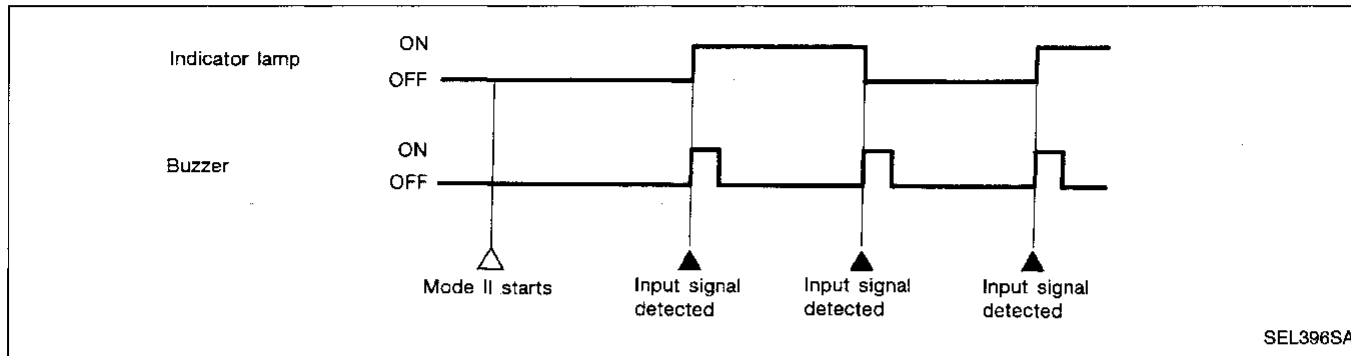 Indicator lamp
ON
OFF
Buzzer
ON
OFF
Mode II starts
Input signal
detected
Input signal
detected
Input signal
detected
SEL396SA